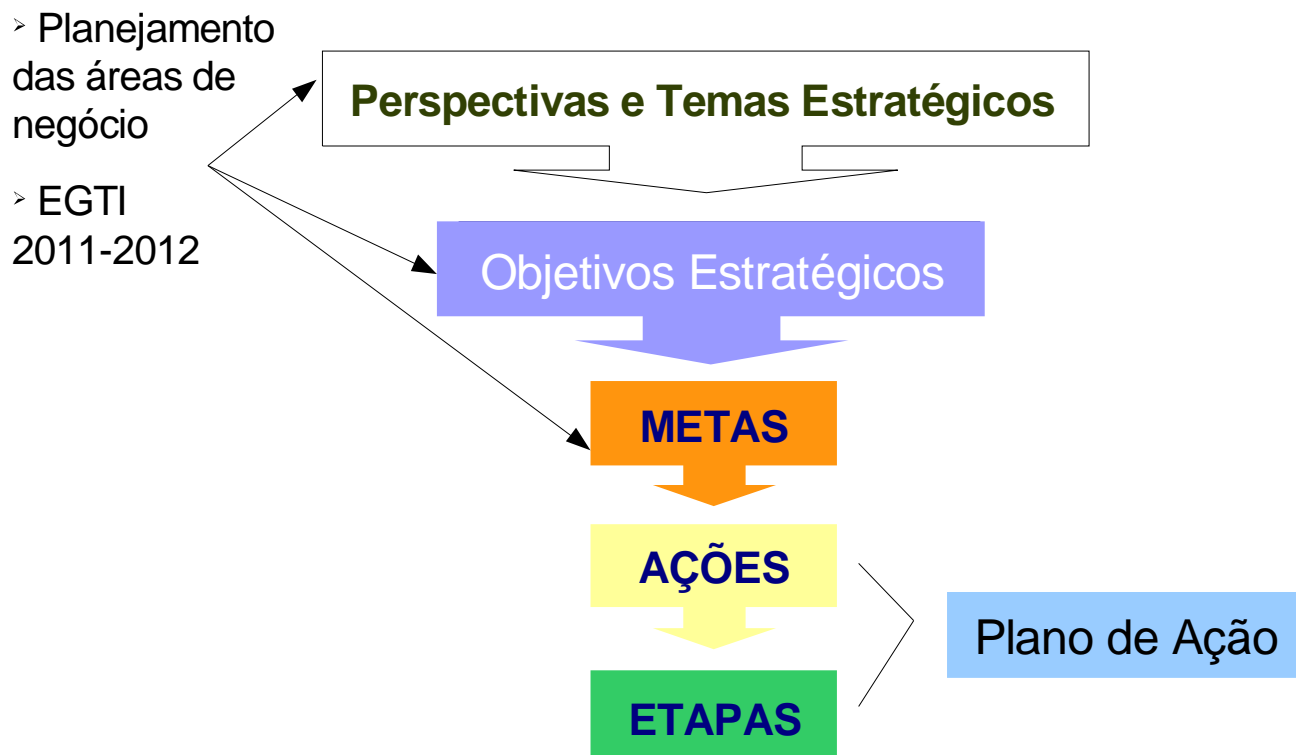 ➢ Planejamento
das áreas de
negócio
➢ EGTI
2011-2012
Perspectivas e Temas Estratégicos
Objetivos Estratégicos
METAS
AÇÕES
ETAPAS
Plano de Ação